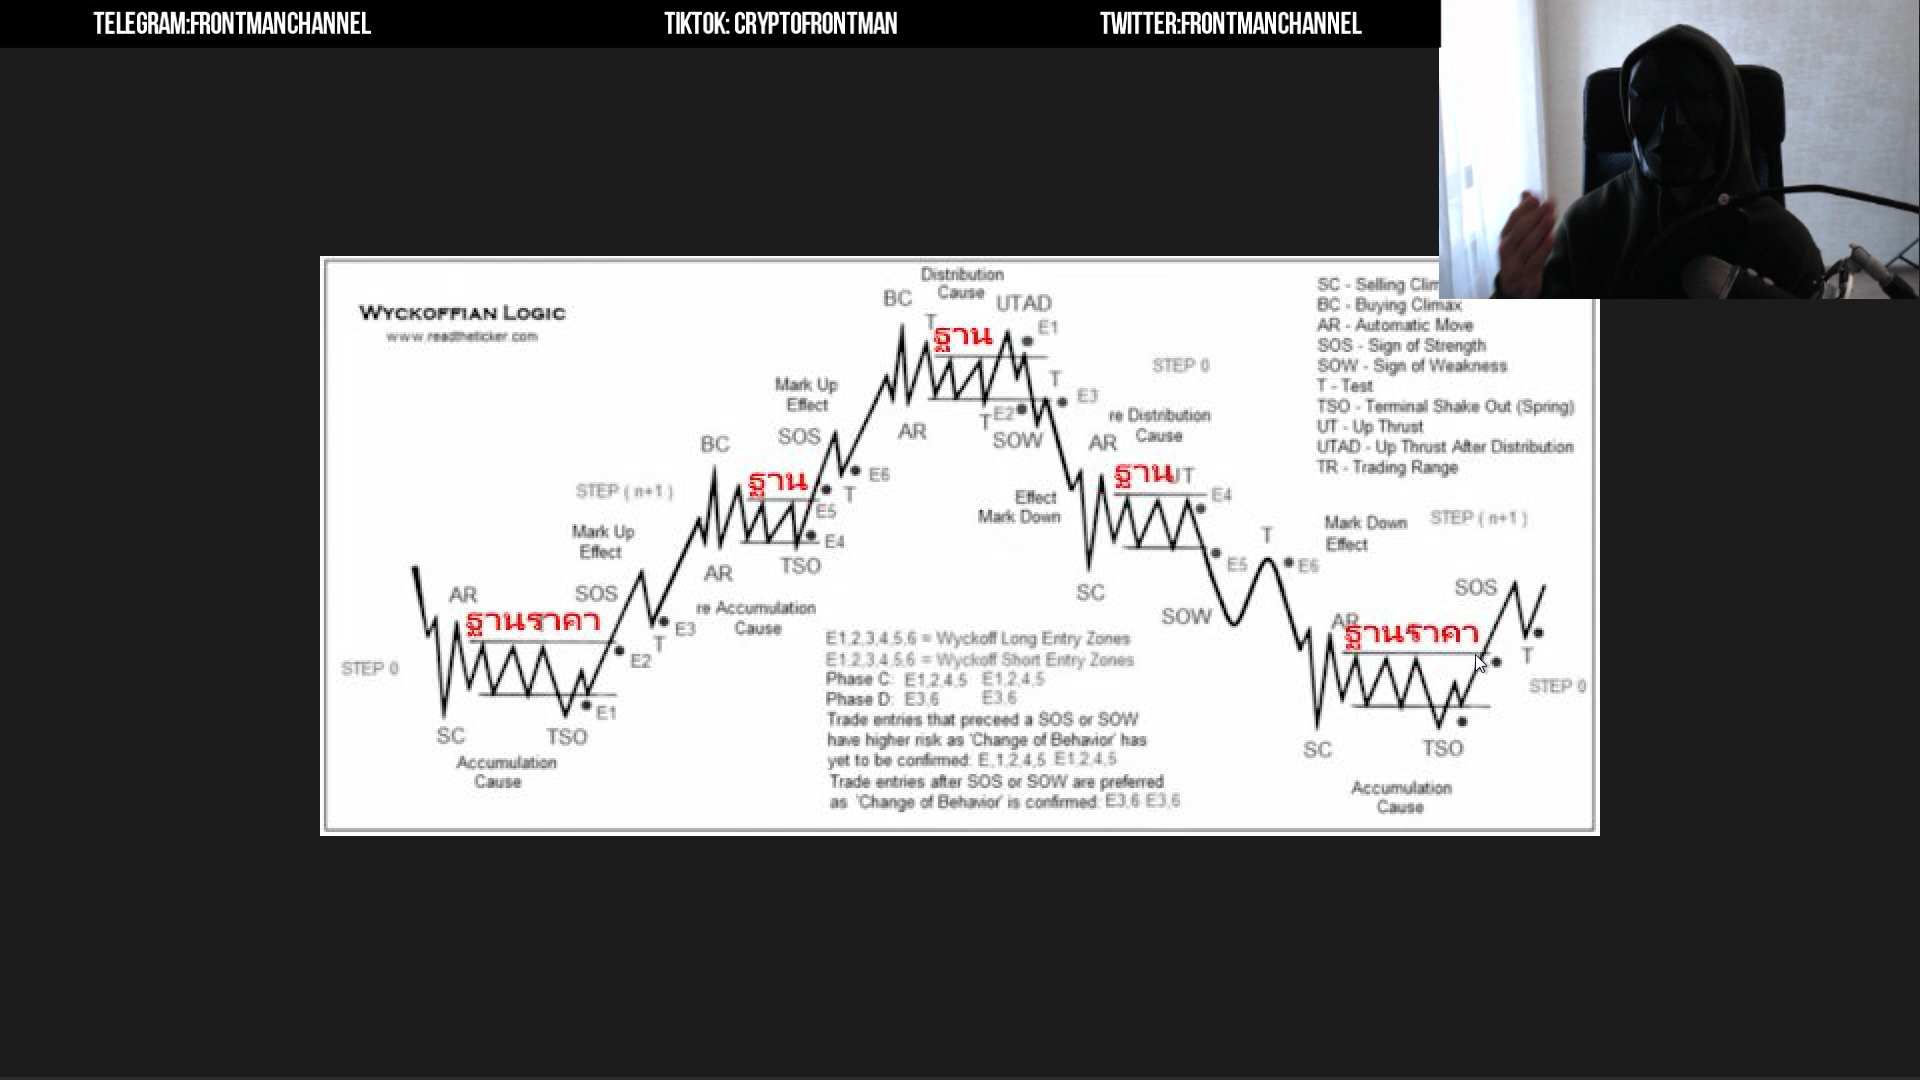 TELEGRAM:FRONTMANCHANNEL
TIKTOK: CRYPTOFRONTMAN
TWITTER:FRONTMANCHANNEL
WYCKOFFIAN LOGIC
www.readtheticker.com
Distribution
Cause
BC
UTAD
T
ฐาน
E1
STEP 0
T
E3
T
E2
SOW
AR
Mark Up
Effect
SOS
BC
ฐาน
E6
T
E5
E4
TSO
AR
STEP ( n+1 )
Mark Up
Effect
SOS
re Accumulation
Cause
AR
ฐานราคา
STEP 0
E3
T
E2
E1
SC
TSO
Accumulation
Cause
re Distribution
Cause
AR
ฐาน
UT
E4
Effect
Mark Down
SC
E5
SOW
T
E6
Mark Down
Effect
STEP ( n+1 )
SOS
AR
ฐานราคา
T
STEP 0
SC
TSO
Accumulation
Cause
SC - Selling
BC - Buying Climax
AR - Automatic Move
SOS - Sign of Strength
SOW - Sign of Weakness
T - Test
TSO - Terminal Shake Out (Spring)
UT - Up Thrust
UTAD - Up Thrust After Distribution
TR - Trading Range
E1,2,3,4,5,6 = Wyckoff Long Entry Zones
E1,2,3,4,5,6 = Wyckoff Short Entry Zones
Phase C: E1,2,4,5 E1,2,4,5
Phase D: E3,6 E3,6
Trade entries that preceed a SOS or SOW
have higher risk as 'Change of Behavior' has
yet to be confirmed: E,1,2,4,5 E1,2,4,5
Trade entries after SOS or SOW are preferred
as 'Change of Behavior' is confirmed: E3,6 E3,6